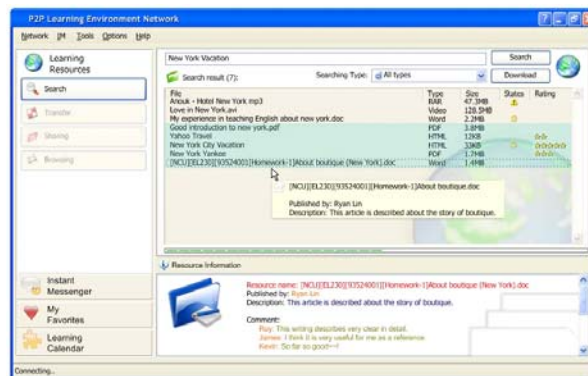 P2P Learning Environment Network
Network IM Tools Options Help
Learning Resources
Search
Transfer
Sharing
Browsing
Instant Messenger
My Favorites
Learning Calendar
New York Vacation
Search
Search result (7):
Searching Type: All types
Download
File Type Size States Rating
Anouk - Hotel New York mp3 RAR 47.3MB
Love in New York.avi Video 128.5MB
My experience in teaching English about new york.doc Word 2.2MB
Good introduction to new york.pdf PDF 3.8MB
Yahoo Travel HTML 12KB
New York City Vacation HTML 33KB
New York Yankee PDF 1.7MB
[NCU][EL230][93524001][Homework-1]About boutique (New York].doc Word 1.4MB
[NCU][EL230][93524001][Homework-1]About boutique.doc
Published by: Ryan Lin
Description: This article is described about the story of boutique.
Resource Information
Resource name: [NCU][EL230][93524001][Homework-1]About boutique (New York].doc
Published by: Ryan Lin
Description: This article is described about the story of boutique.
Comment:
Ruy: This writing describes very clear in detail.
James: I think it is very useful for me as a reference.
Kevin: So far so good~~!
Connecting...